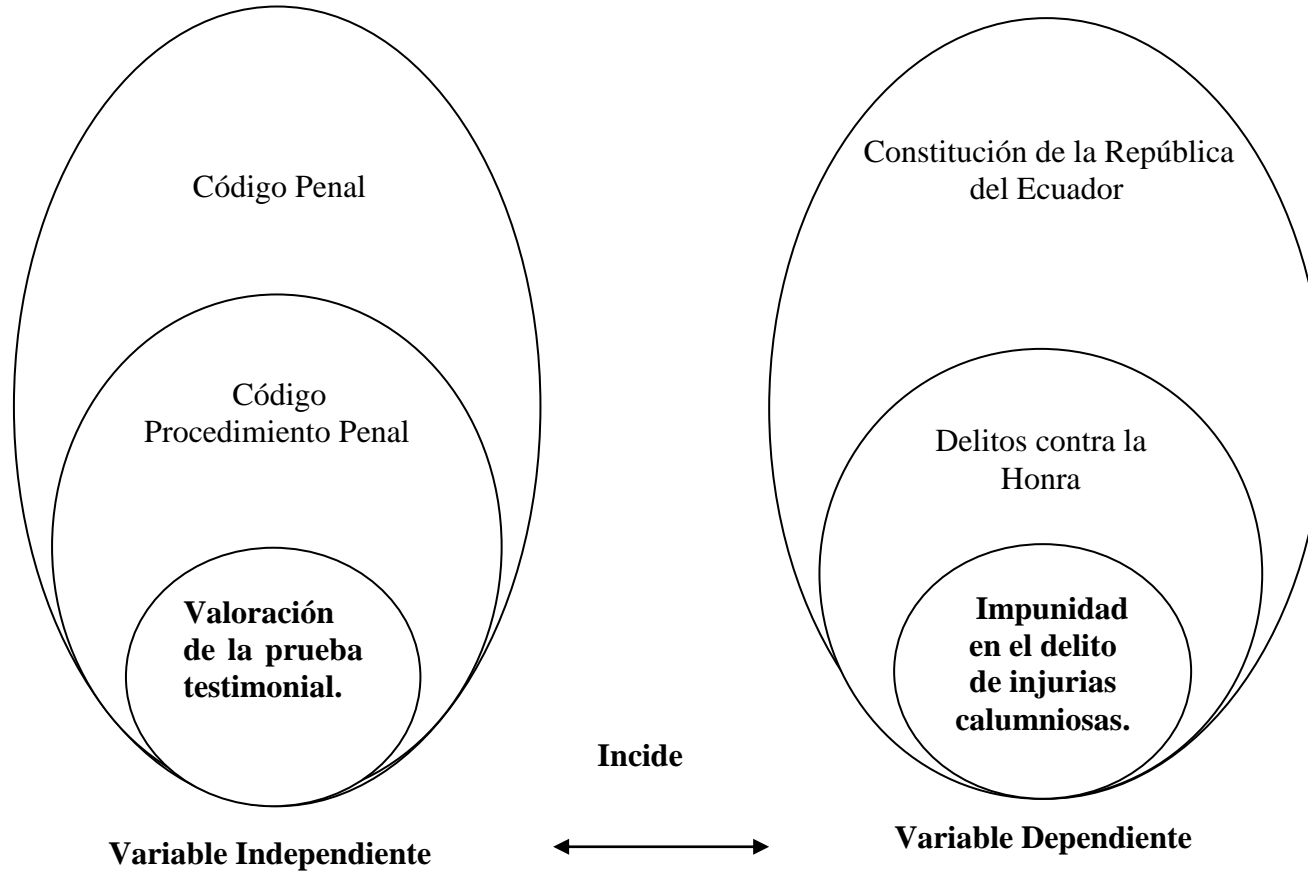 Código Penal
Código
Procedimiento Penal
Valoración
de la prueba
testimonial.
Variable Independiente
Incide
Constitución de la República
del Ecuador
Delitos contra la
Honra
Impunidad
en el delito
de injurias
calumniosas.
Variable Dependiente